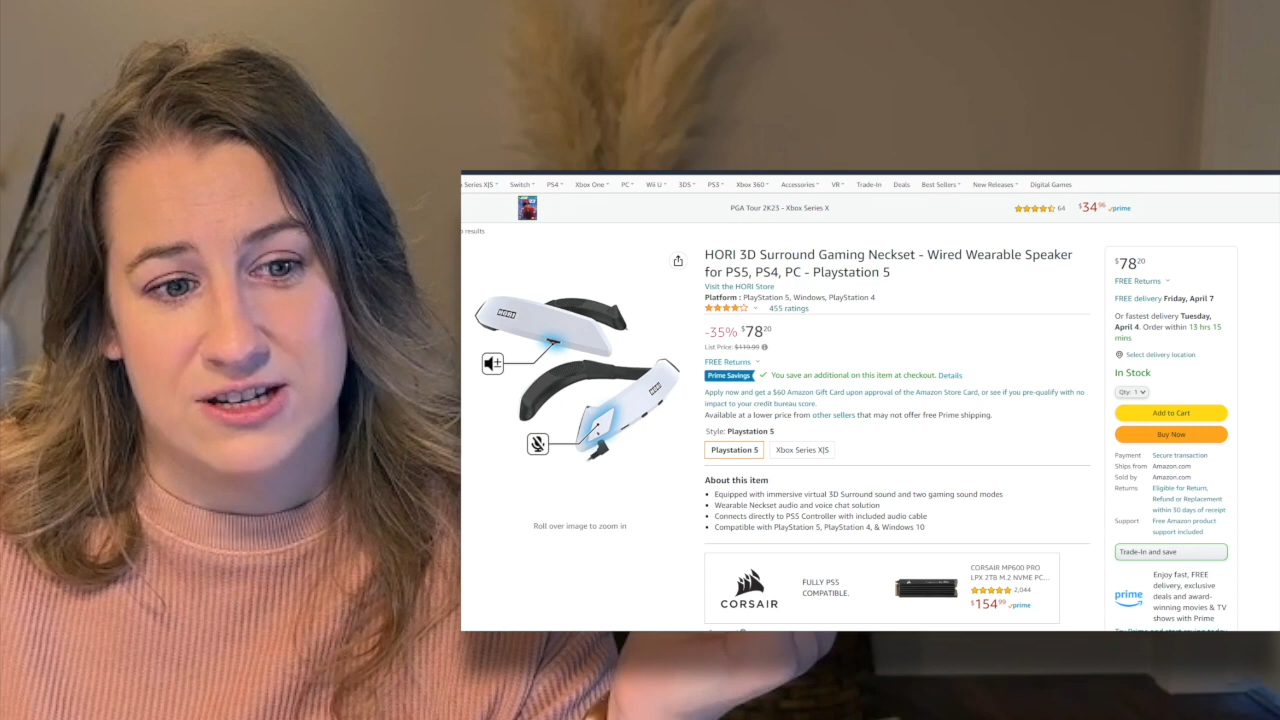 Series X|S Switch PS4 Xbox One PC Wii U 3DS PS3 Xbox 360 Accessories VR Trade-In Deals Best Sellers New Releases Digital Games
PGA Tour 2K23 - Xbox Series X
64
$34.96 prime
results
HORI 3D Surround Gaming Neckset - Wired Wearable Speaker
for PS5, PS4, PC - Playstation 5
Visit the HORI Store
Platform : PlayStation 5, Windows, PlayStation 4
455 ratings
-35% $78.20
List Price: $119.99
FREE Returns
Prime Savings You save an additional on this item at checkout. Details
Apply now and get a $60 Amazon Gift Card upon approval of the Amazon Store Card, or see if you pre-qualify with no
impact to your credit bureau score.
Available at a lower price from other sellers that may not offer free Prime shipping.
Style: Playstation 5
Playstation 5 Xbox Series X|S
About this item
• Equipped with immersive virtual 3D Surround sound and two gaming sound modes
• Wearable Neckset audio and voice chat solution
• Connects directly to PS5 Controller with included audio cable
• Compatible with PlayStation 5, PlayStation 4, & Windows 10
HORI
HORI
Roll over image to zoom in
CORSAIR
FULLY PS5
COMPATIBLE.
CORSAIR MP600 PRO
LPX 2TB M.2 NVME PC...
2,044
$154.99 prime
$78.20
FREE Returns
FREE delivery Friday, April 7
Or fastest delivery Tuesday,
April 4. Order within 13 hrs 15
mins
Select delivery location
In Stock
Qty: 1
Add to Cart
Buy Now
Payment Secure transaction
Ships from Amazon.com
Sold by Amazon.com
Returns Eligible for Return,
Refund or Replacement
within 30 days of receipt
Support Free Amazon product
support included
Trade-In and save
prime
Enjoy fast, FREE
delivery, exclusive
deals and award-
winning movies & TV
shows with Prime